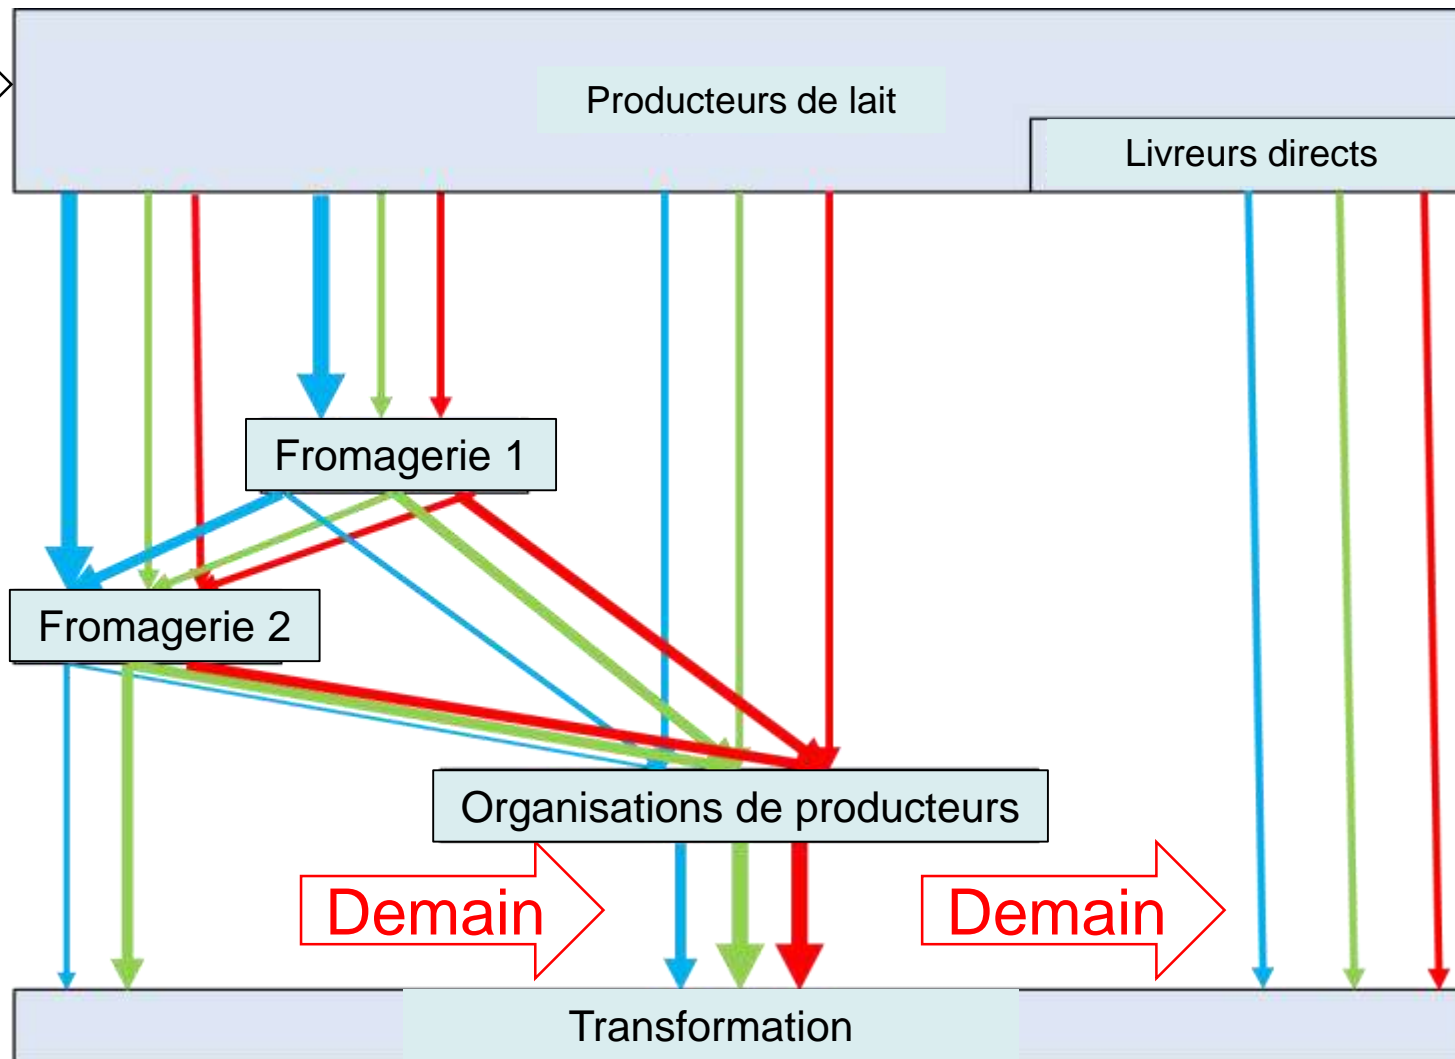 Producteurs de lait
Livreurs directs
Fromagerie 1
Fromagerie 2
Organisations de producteurs
Demain
Demain
Transformation